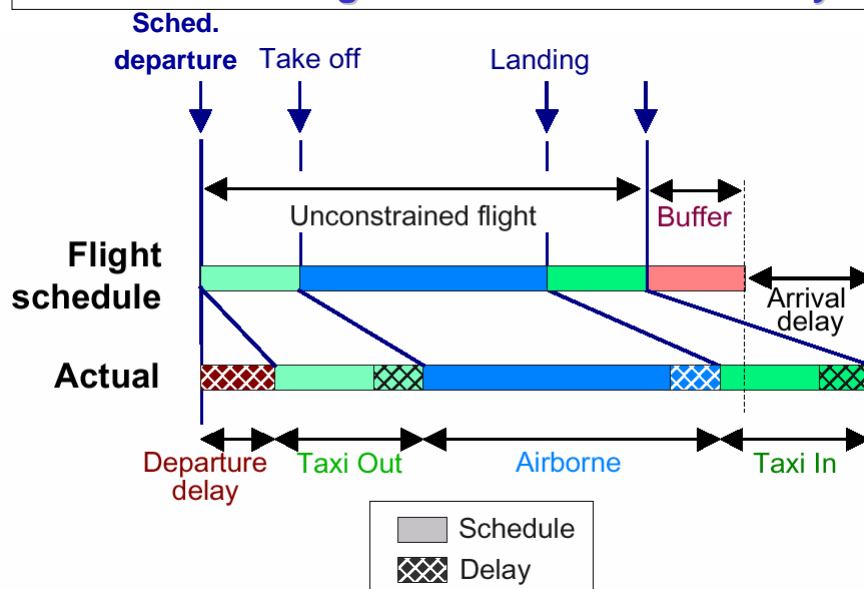 Sched.
departure
Take off
Landing
Unconstrained flight
Buffer
Flight
schedule
Arrival
delay
Actual
Departure
delay
Taxi Out
Airborne
Taxi In
Schedule
Delay